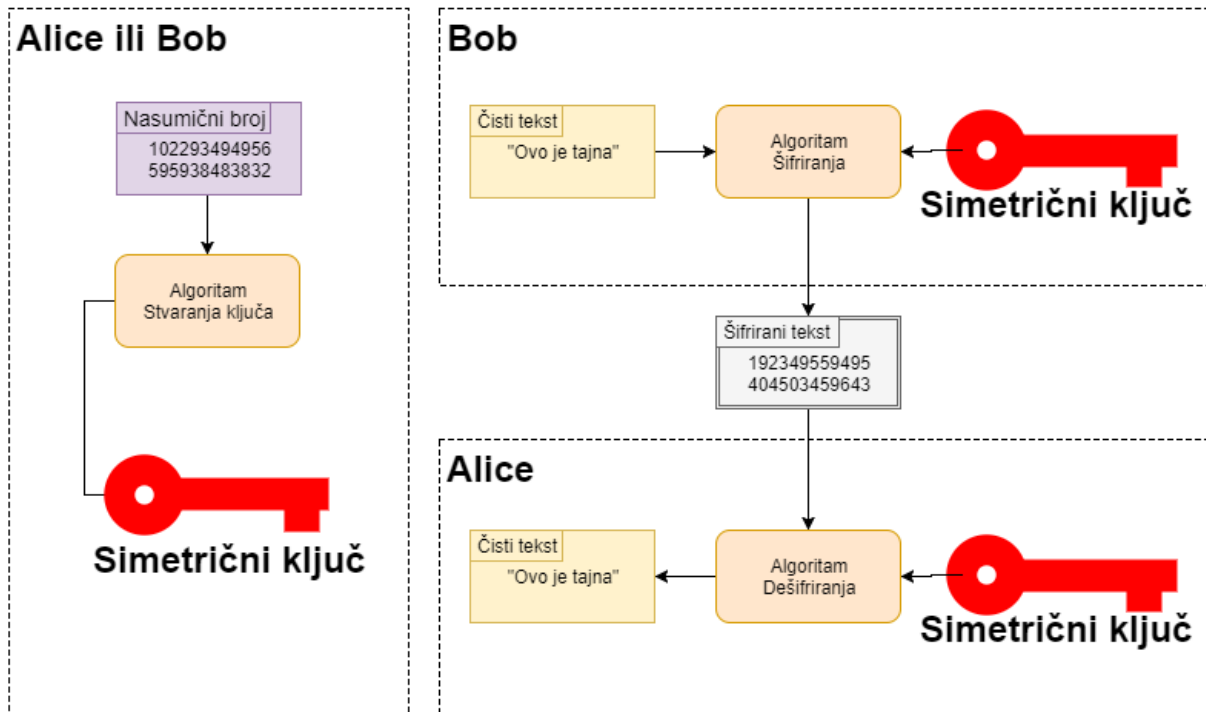 Alice ili Bob
Nasumični broj
102293494956
595938483832
Algoritam
Stvaranja ključa
Simetrični ključ
Bob
Čisti tekst
"Ovo je tajna"
Algoritam
Šifriranja
Simetrični ključ
Šifrirani tekst
192349559495
404503459643
Alice
Čisti tekst
"Ovo je tajna"
Algoritam
Dešifriranja
Simetrični ključ